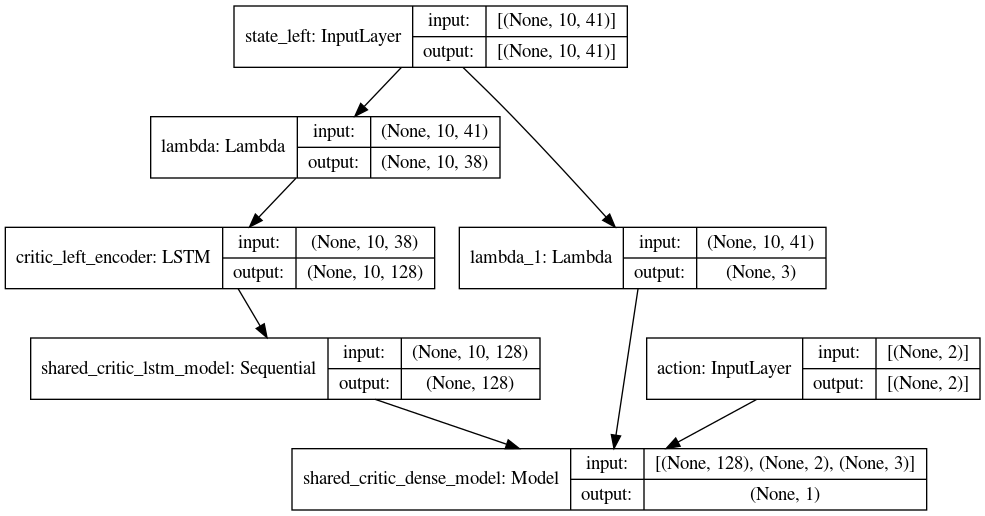 state_left: InputLayer
input: [(None, 10, 41)]
output: [(None, 10, 41)]
lambda: Lambda
input: (None, 10, 41)
output: (None, 10, 38)
critic_left_encoder: LSTM
input: (None, 10, 38)
output: (None, 10, 128)
lambda_1: Lambda
input: (None, 10, 41)
output: (None, 3)
shared_critic_lstm_model: Sequential
input: (None, 10, 128)
output: (None, 128)
action: InputLayer
input: [(None, 2)]
output: [(None, 2)]
shared_critic_dense_model: Model
input: [(None, 128), (None, 2), (None, 3)]
output: (None, 1)